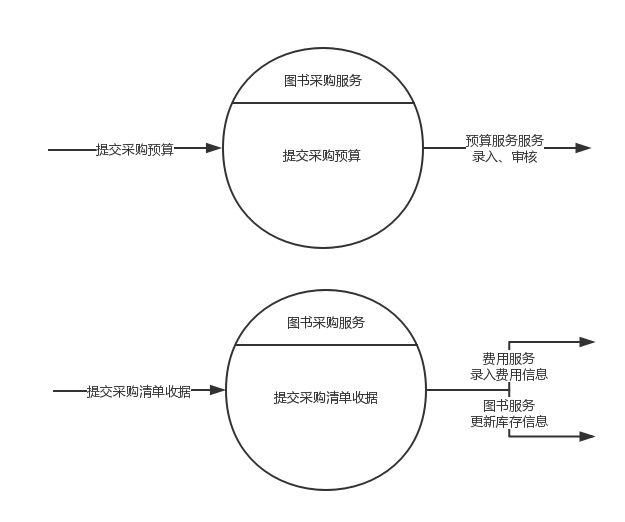 图书采购服务
提交采购预算
提交采购预算
预算服务服务
录入、审核
图书采购服务
提交采购清单收据
提交采购清单收据
费用服务
录入费用信息
图书服务
更新库存信息